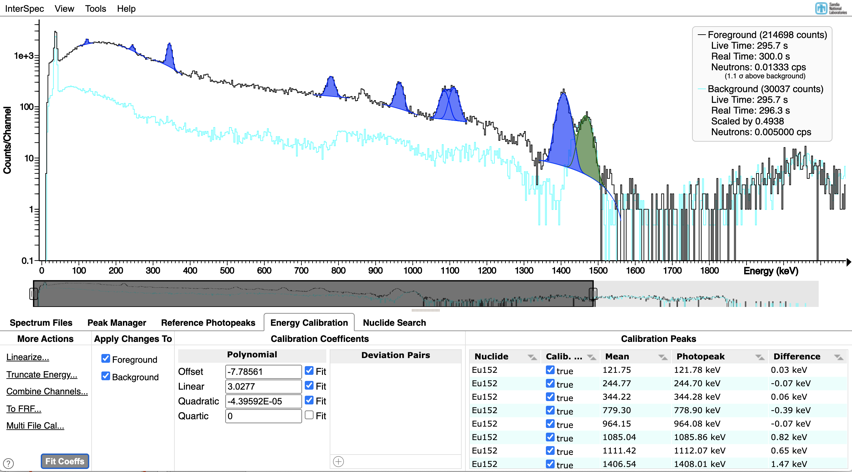 InterSpec View Tools Help
Sandia National Laboratories
Foreground (214698 counts)
Live Time: 295.7 s
Real Time: 300.0 s
Neutrons: 0.01333 cps
(1.1 σ above background)
Background (30037 counts)
Live Time: 295.7 s
Real Time: 296.3 s
Scaled by 0.4938
Neutrons: 0.005000 cps
Counts/Channel
1e+3
100
10
1
0.1
0 100 200 300 400 500 600 700 800 900 1000 1100 1200 1300 1400 1500 1600 1700 1800 Energy (keV)
Spectrum Files Peak Manager Reference Photopeaks Energy Calibration Nuclide Search
More Actions Apply Changes To Calibration Coefficents Calibration Peaks
Linearize...
Truncate Energy...
Combine Channels...
To FRF...
Multi File Cal...
Foreground
Background
Polynomial Deviation Pairs
Offset -7.78561 Fit
Linear 3.0277 Fit
Quadratic -4.39592E-05 Fit
Quartic 0 Fit
Nuclide Calib. ... Mean Photopeak Difference
Eu152 true 121.75 121.78 keV 0.03 keV
Eu152 true 244.77 244.70 keV -0.07 keV
Eu152 true 344.22 344.28 keV 0.06 keV
Eu152 true 779.30 778.90 keV -0.39 keV
Eu152 true 964.15 964.08 keV -0.07 keV
Eu152 true 1085.04 1085.86 keV 0.82 keV
Eu152 true 1111.42 1112.07 keV 0.65 keV
Eu152 true 1406.54 1408.01 keV 1.47 keV
? Fit Coeffs